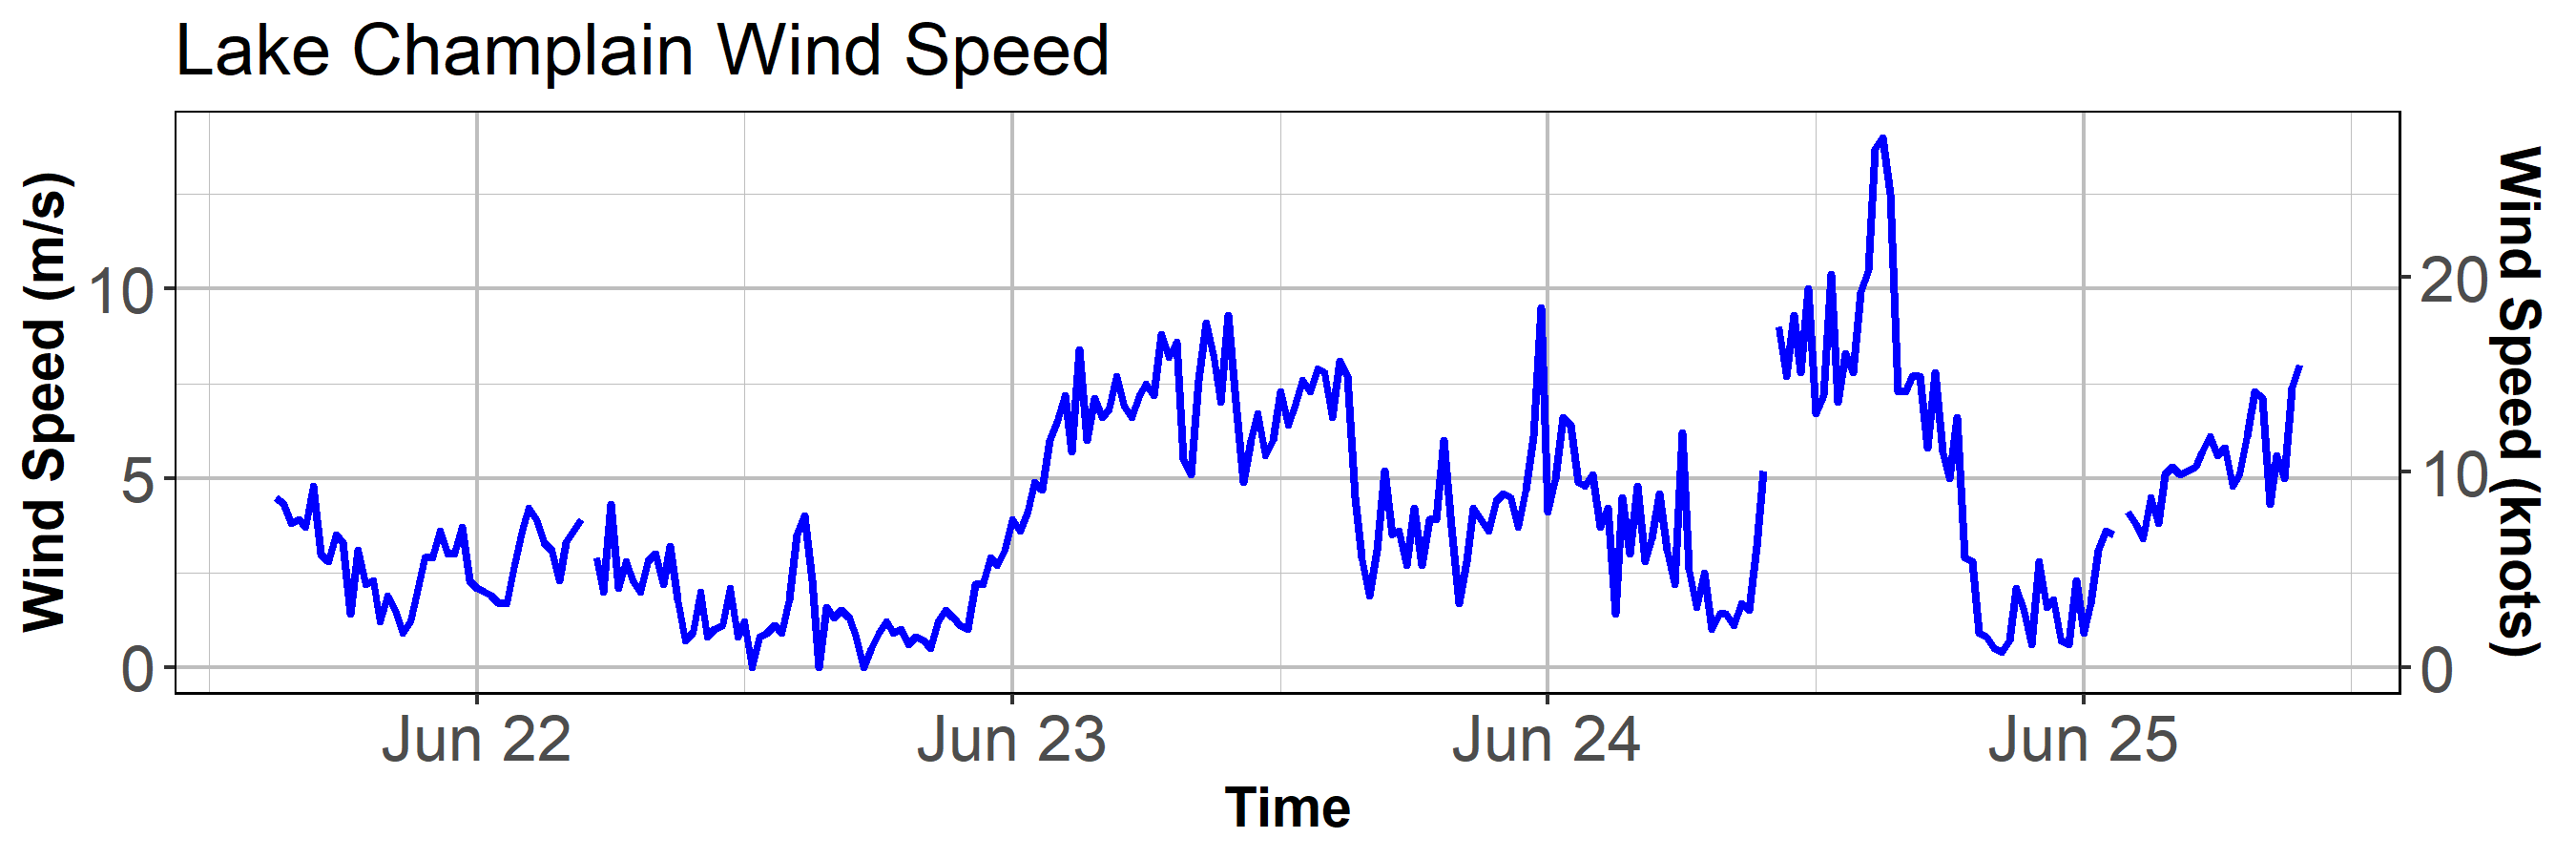 Lake Champlain Wind Speed
Wind Speed (m/s)
10
5
0
20
10
0
Wind Speed (knots)
Jun 22
Jun 23
Jun 24
Jun 25
Time